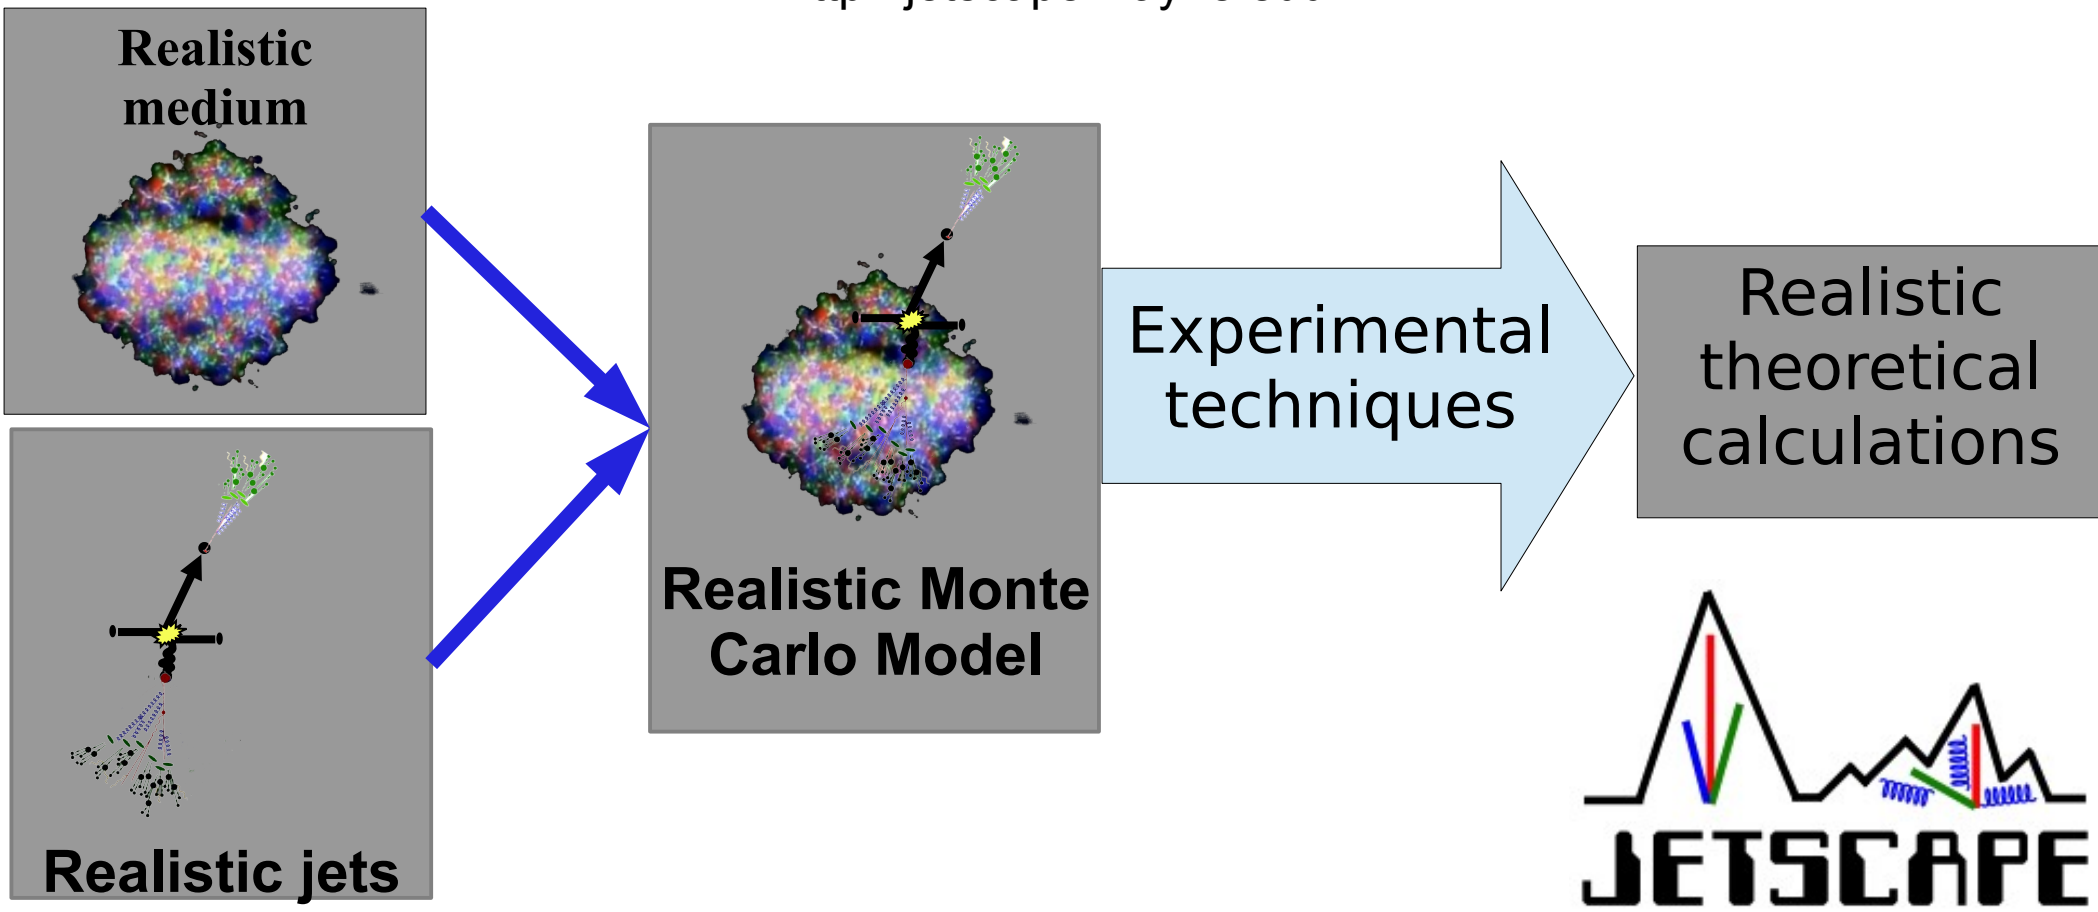 Realistic
medium
Realistic jets
Realistic Monte
Carlo Model
Experimental
techniques
Realistic
theoretical
calculations
JETSCAPE